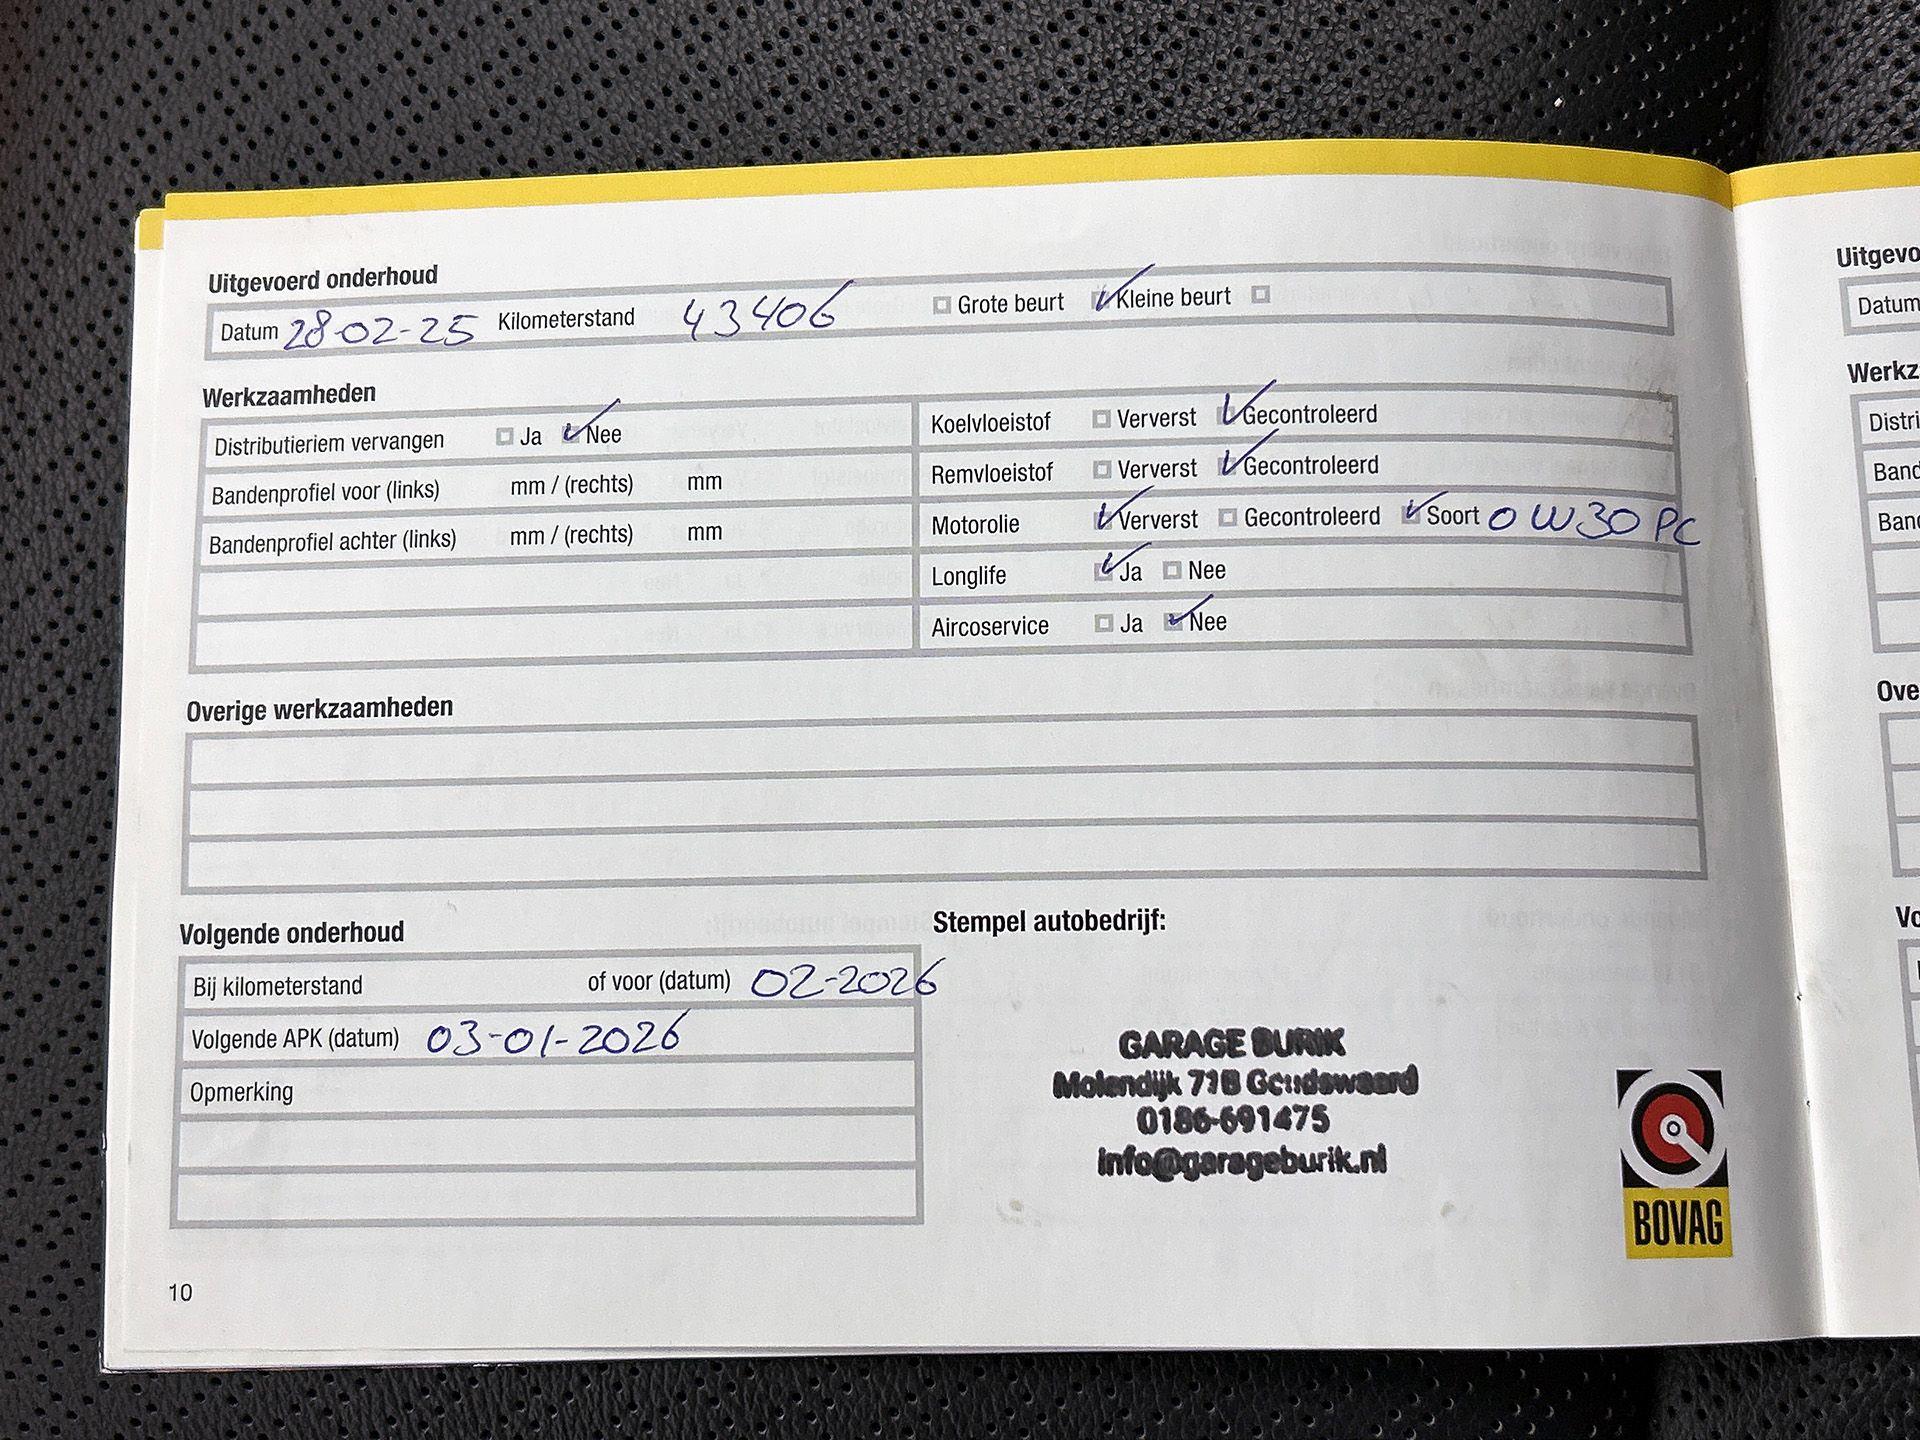 Uitgevoerd onderhoud
Datum 28-02-25 Kilometerstand 43406 Grote beurt Kleine beurt
Werkzaamheden
Distributieriem vervangen Ja Nee
Bandenprofiel voor (links) mm / (rechts) mm
Bandenprofiel achter (links) mm / (rechts) mm
Koelvloeistof Ververst Gecontroleerd
Remvloeistof Ververst Gecontroleerd
Motorolie Ververst Gecontroleerd Soort 0W30 PC
Longlife Ja Nee
Aircoservice Ja Nee
Overige werkzaamheden
Volgende onderhoud
Bij kilometerstand of voor (datum) 02-2026
Volgende APK (datum) 03-01-2026
Opmerking
Stempel autobedrijf:
GARAGE BURIK
Molendijk 71B Goudswaard
0186-691475
info@garageburik.nl
BOVAG
10
Uitgevo
Datum
Werkz
Distri
Band
Band
Ove
Vo